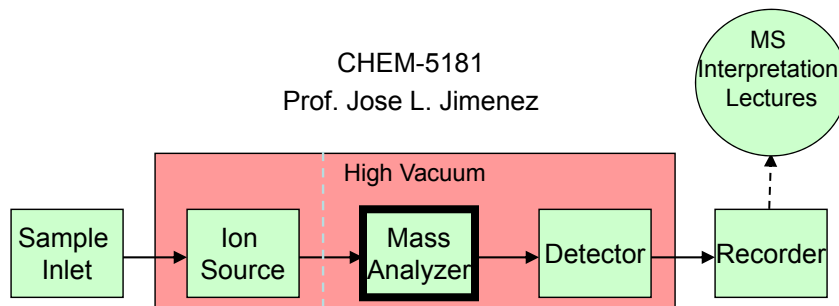 CHEM-5181
Prof. Jose L. Jimenez
MS
Interpretation
Lectures
High Vacuum
Sample
Inlet
Ion
Source
Mass
Analyzer
Detector
Recorder